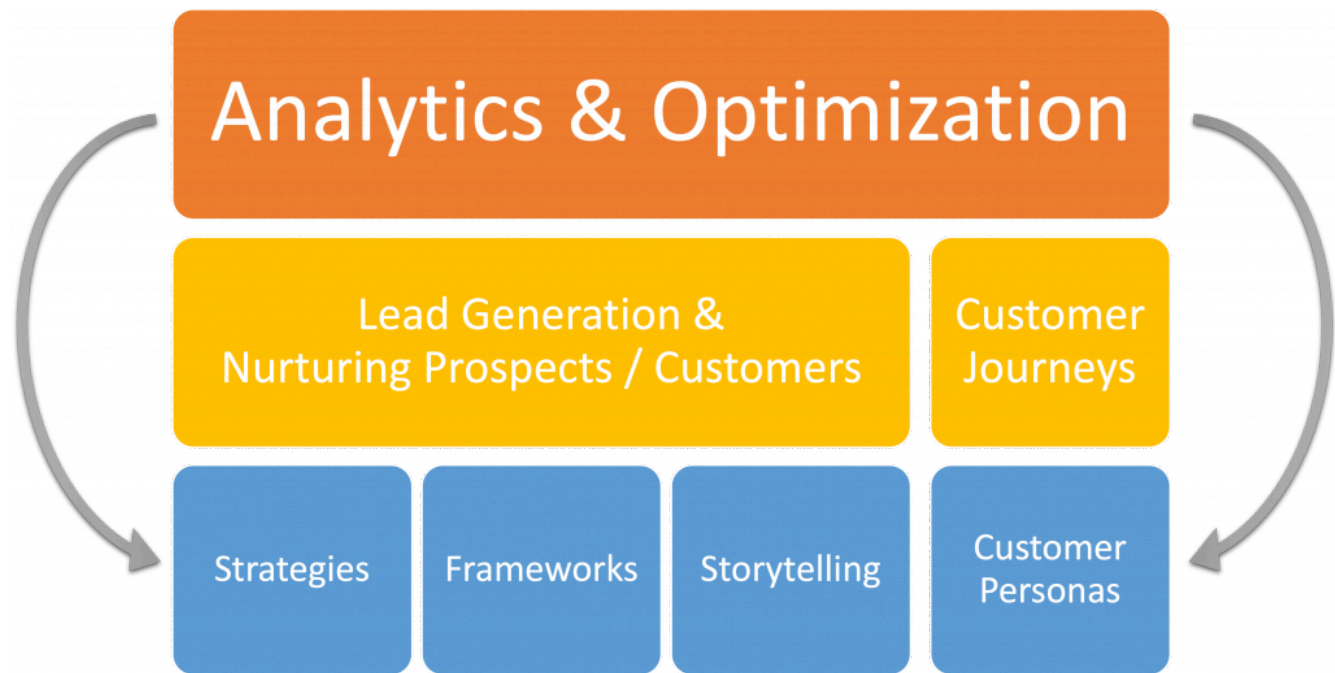 Analytics & Optimization
Lead Generation &
Nurturing Prospects / Customers
Customer
Journeys
Strategies
Frameworks
Storytelling
Customer
Personas